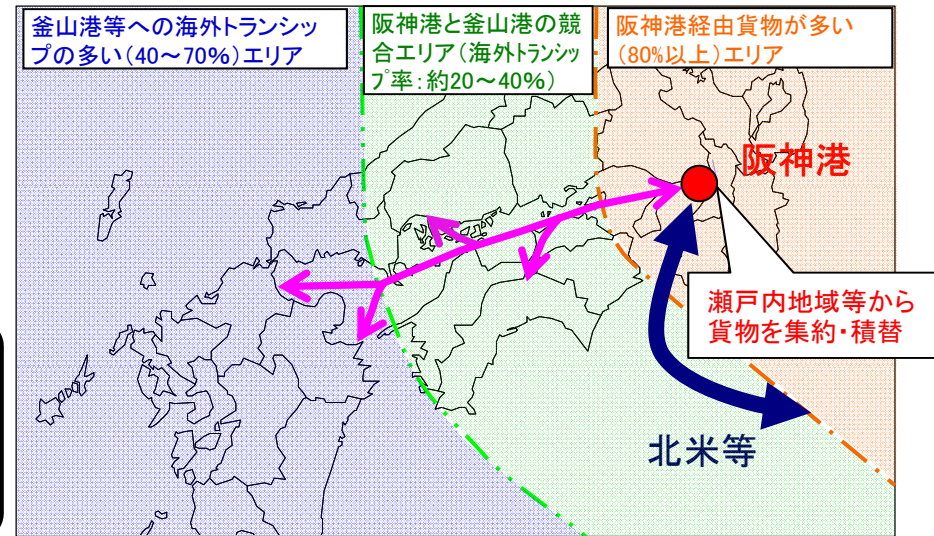 釜山港等への海外トランシッ
プの多い(40～70%)エリア
阪神港と釜山港の競
合エリア(海外トランシッ
プ率：約20～40%)
阪神港経由貨物が多い
(80%以上)エリア
阪神港
瀬戸内地域等から
貨物を集約・積替
北米等